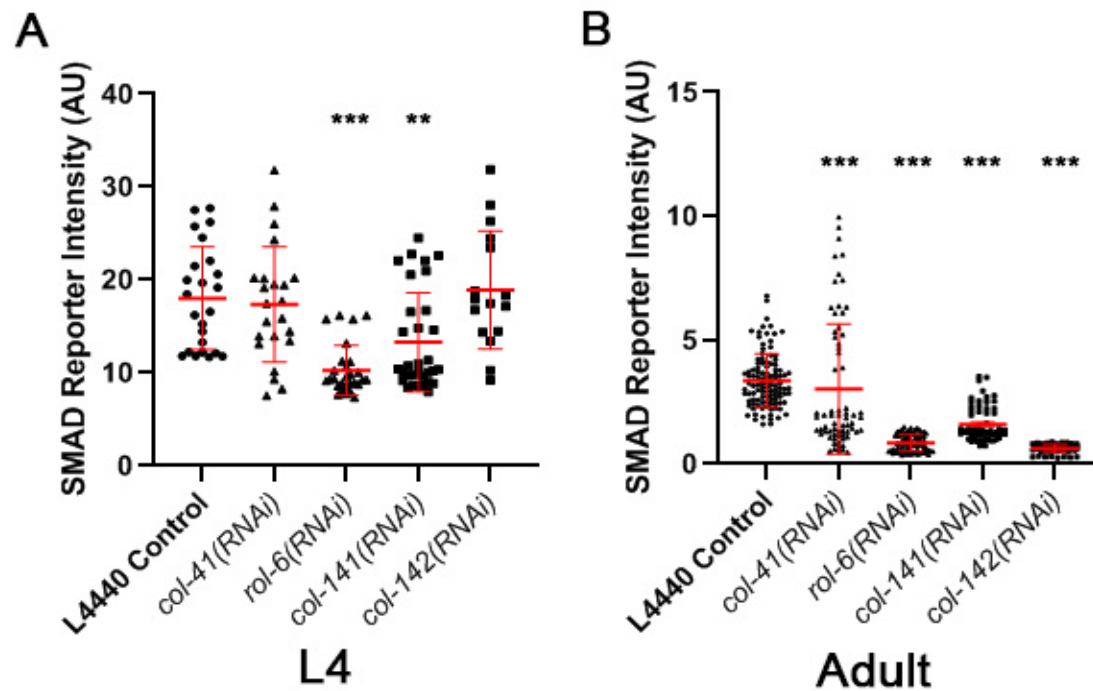 A
SMAD Reporter Intensity (AU)
40
30
20
10
0
*** **
L4440 Control
col-41(RNAi)
rol-6(RNAi)
col-141(RNAi)
col-142(RNAi)
L4
B
SMAD Reporter Intensity (AU)
15
10
5
0
*** *** *** ***
L4440 Control
col-41(RNAi)
rol-6(RNAi)
col-141(RNAi)
col-142(RNAi)
Adult